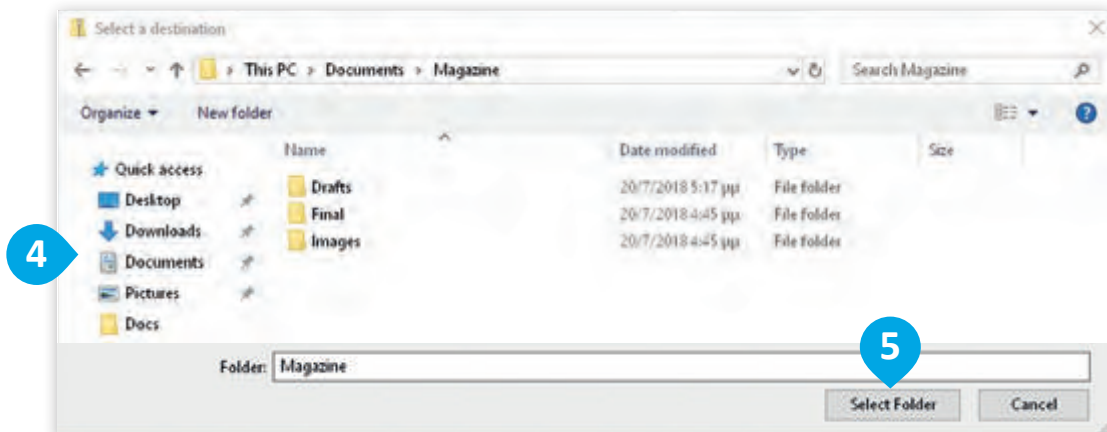 Select a destination
This PC › Documents › Magazine
Search Magazine
Organize
New folder
?
Name Date modified Type Size
Quick access
Desktop
Downloads
Documents
Pictures
Docs
Drafts 20/7/2018 5:17 μμ File folder
Final 20/7/2018 4:45 μμ File folder
Images 20/7/2018 4:45 μμ File folder
4
Folder: Magazine
5
Select Folder
Cancel